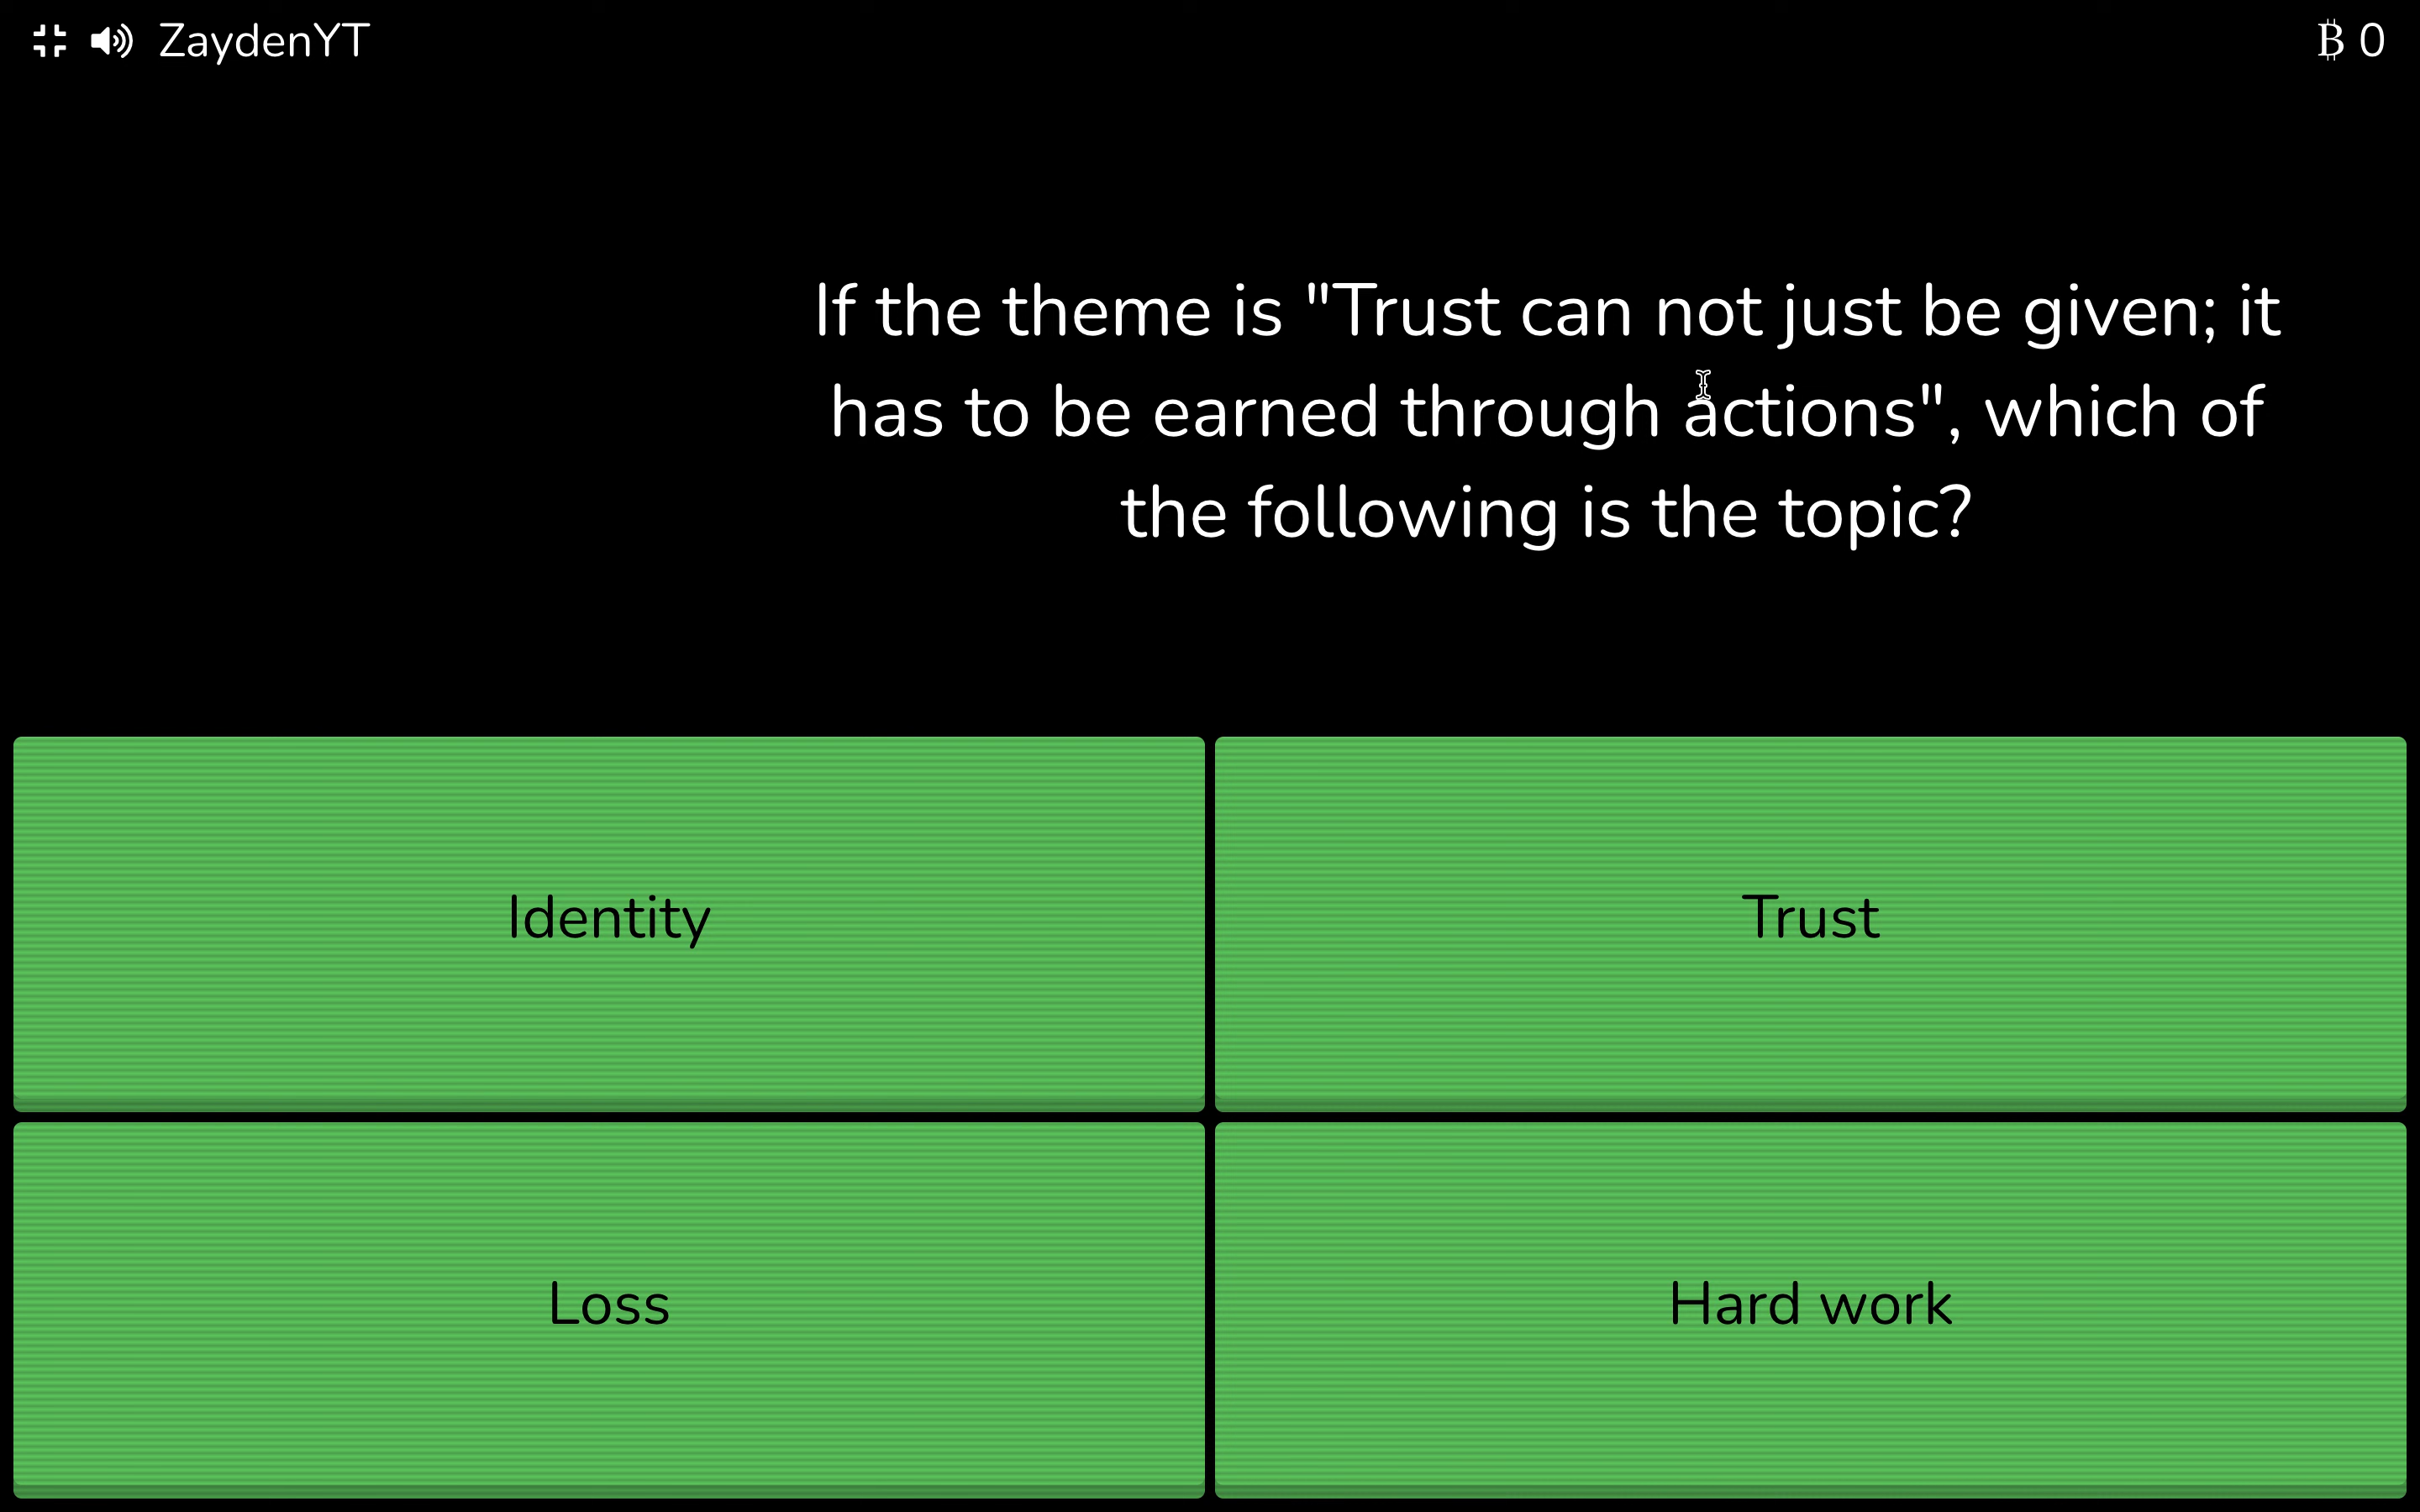 ZaydenYT
₿ 0
If the theme is "Trust can not just be given; it
has to be earned through actions", which of
the following is the topic?
Identity
Trust
Loss
Hard work